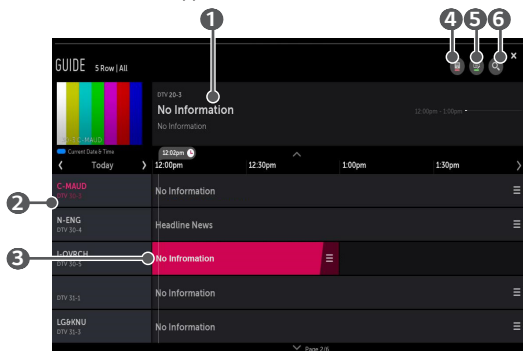 1
4 5 6
GUIDE 5 Row | All
×
DTV 20-3
No Information
12:00pm - 1:00pm
No Information
20-3 C-MAUD
Current Date & Time
12:02pm
Today 12:00pm 12:30pm 1:00pm 1:30pm
C-MAUD
No Information
2
N-ENG
Headline News
DTV 30-4
3
No Infromation
DTV 30-5
No Information
DTV 31-1
LG&KNU
No Information
DTV 31-3
Page 2/6